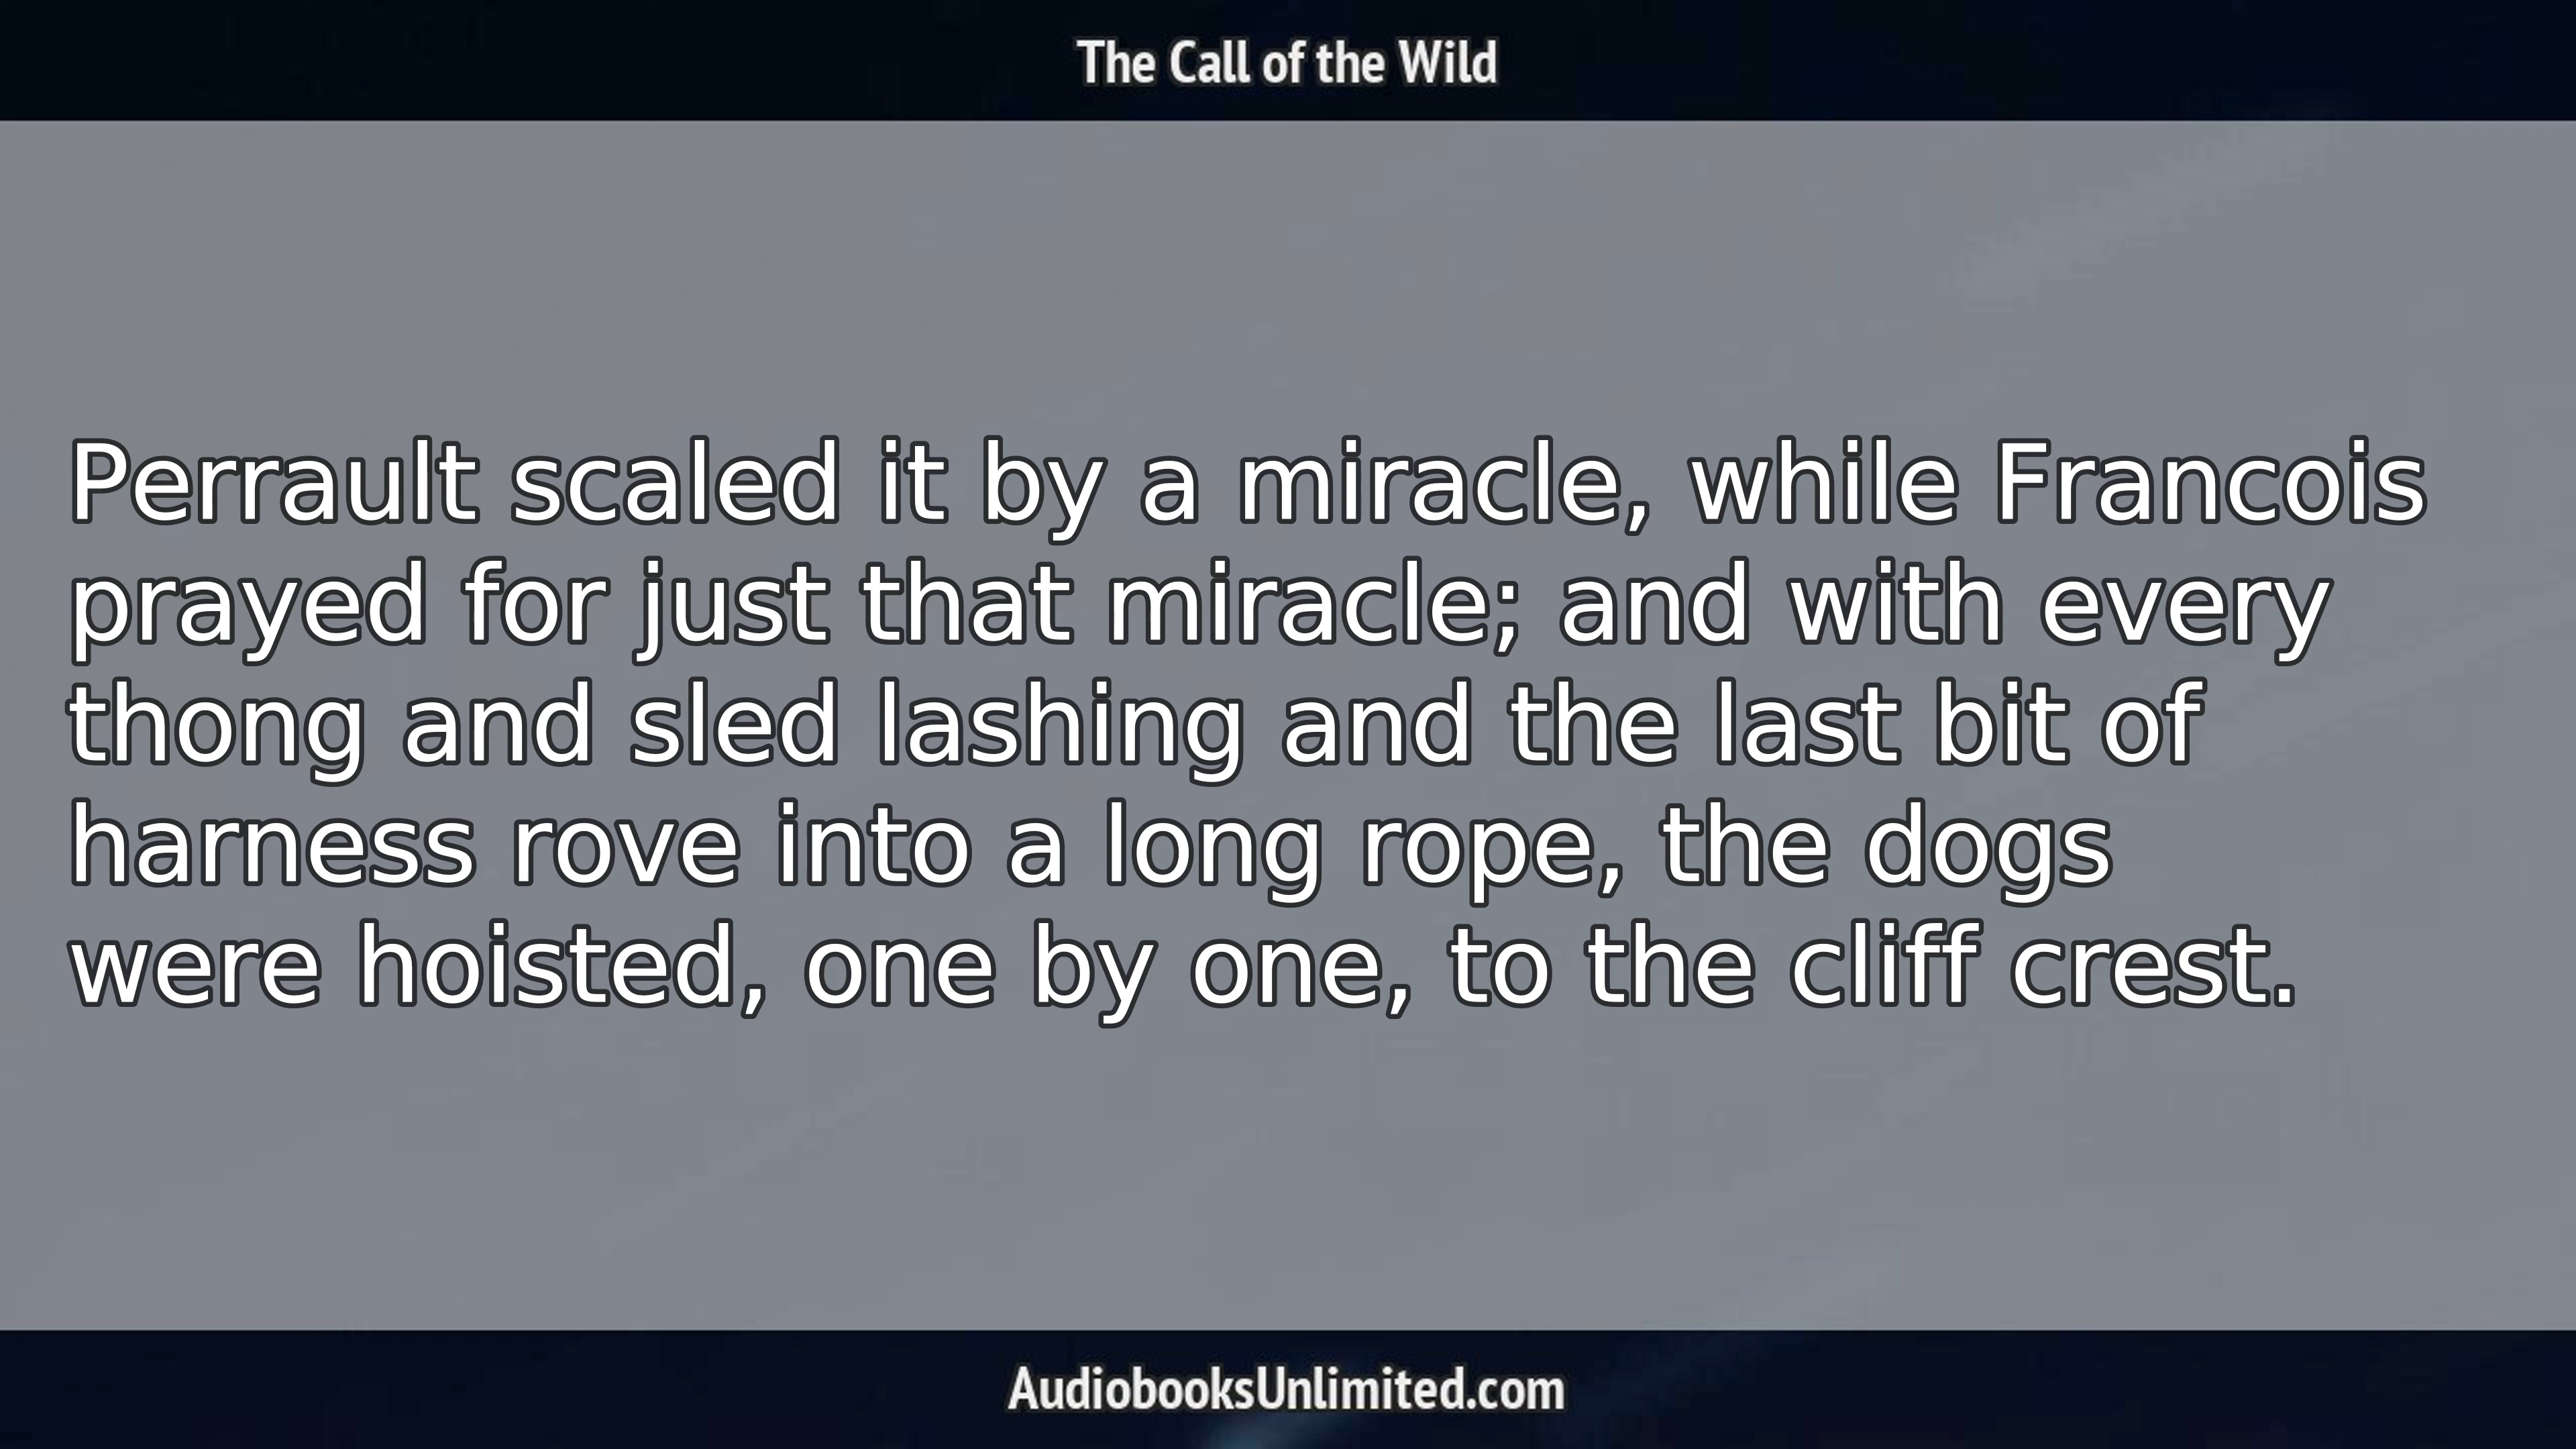 The Call of the Wild
Perrault scaled it by a miracle, while Francois
prayed for just that miracle; and with every
thong and sled lashing and the last bit of
harness rove into a long rope, the dogs
were hoisted, one by one, to the cliff crest.
AudiobooksUnlimited.com